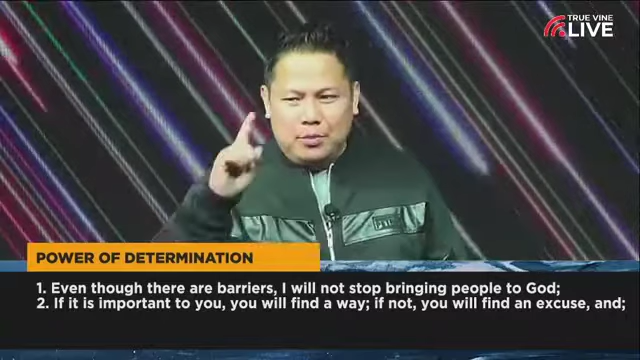 TRUE VINE
LIVE
POWER OF DETERMINATION
1. Even though there are barriers, I will not stop bringing people to God;
2. If it is important to you, you will find a way; if not, you will find an excuse, and;